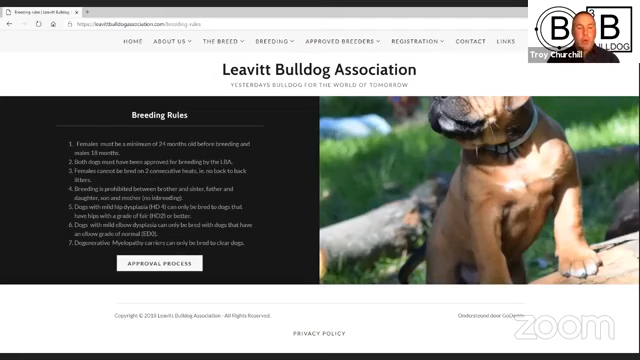 Breeding rules | Leavitt Bulldog
https://leavittbulldogassociation.com/breeding-rules
HOME ABOUT US THE BREED BREEDING APPROVED BREEDERS REGISTRATION CONTACT LINKS
B 3 B
BULLDOG
Troy Churchill
Leavitt Bulldog Association
YESTERDAYS BULLDOG FOR THE WORLD OF TOMORROW
Breeding Rules
1. Females must be a minimum of 24 months old before breeding and
males 18 months.
2. Both dogs must have been approved for breeding by the LBA.
3. Females cannot be bred on 2 consecutive heats, ie. no back to back
litters.
4. Breeding is prohibited between brother and sister, father and
daughter, son and mother (no inbreeding).
5. Dogs with mild hip dysplasia (HD 4) can only be bred to dogs that
have hips with a grade of fair (HD2) or better.
6. Dogs with mild elbow dysplasia can only be bred with dogs that have
an elbow grade of normal (ED0).
7. Degenerative Myelopathy carriers can only be bred to clear dogs.
APPROVAL PROCESS
Copyright © 2018 Leavitt Bulldog Association - All Rights Reserved.
Ondersteund door GoDaddy
zoom
PRIVACY POLICY